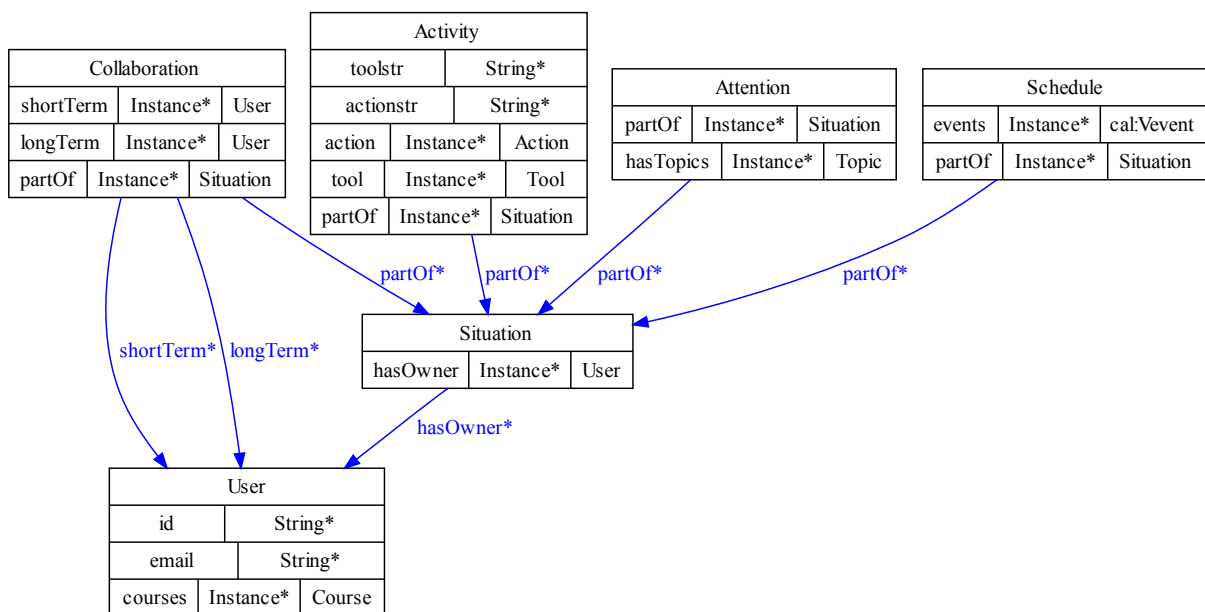 Collaboration
shortTerm Instance* User
longTerm Instance* User
partOf Instance* Situation
Activity
toolstr String*
actionstr String*
action Instance* Action
tool Instance* Tool
partOf Instance* Situation
Attention
partOf Instance* Situation
hasTopics Instance* Topic
Schedule
events Instance* cal:Vevent
partOf Instance* Situation
partOf* partOf* partOf* partOf*
shortTerm* longTerm*
Situation
hasOwner Instance* User
hasOwner*
User
id String*
email String*
courses Instance* Course